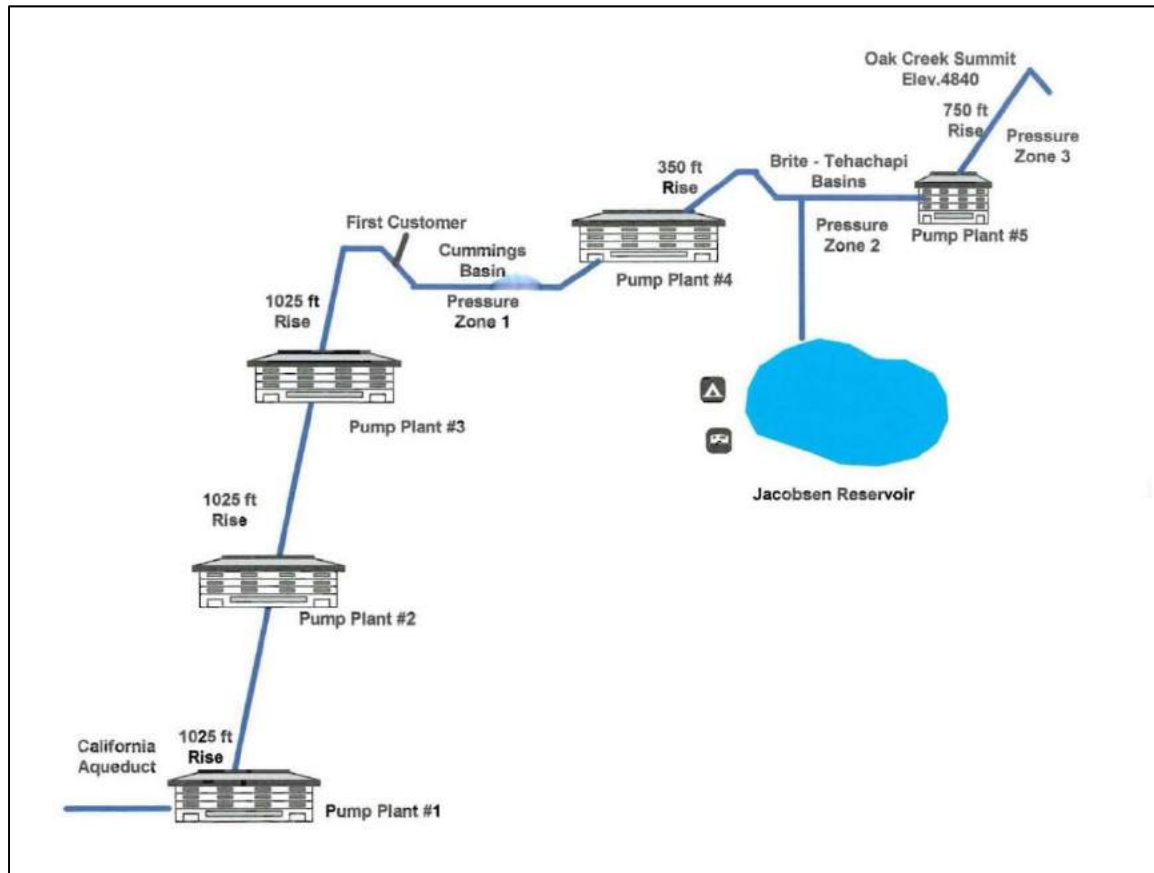 Oak Creek Summit
Elev.4840
750 ft
Rise
Pressure
Zone 3
350 ft
Rise
Brite - Tehachapi
Basins
Pressure
Zone 2
Pump Plant #5
First Customer
Cummings
Basin
Pressure
Zone 1
Pump Plant #4
1025 ft
Rise
Pump Plant #3
Jacobsen Reservoir
1025 ft
Rise
Pump Plant #2
1025 ft
Rise
California
Aqueduct
Pump Plant #1